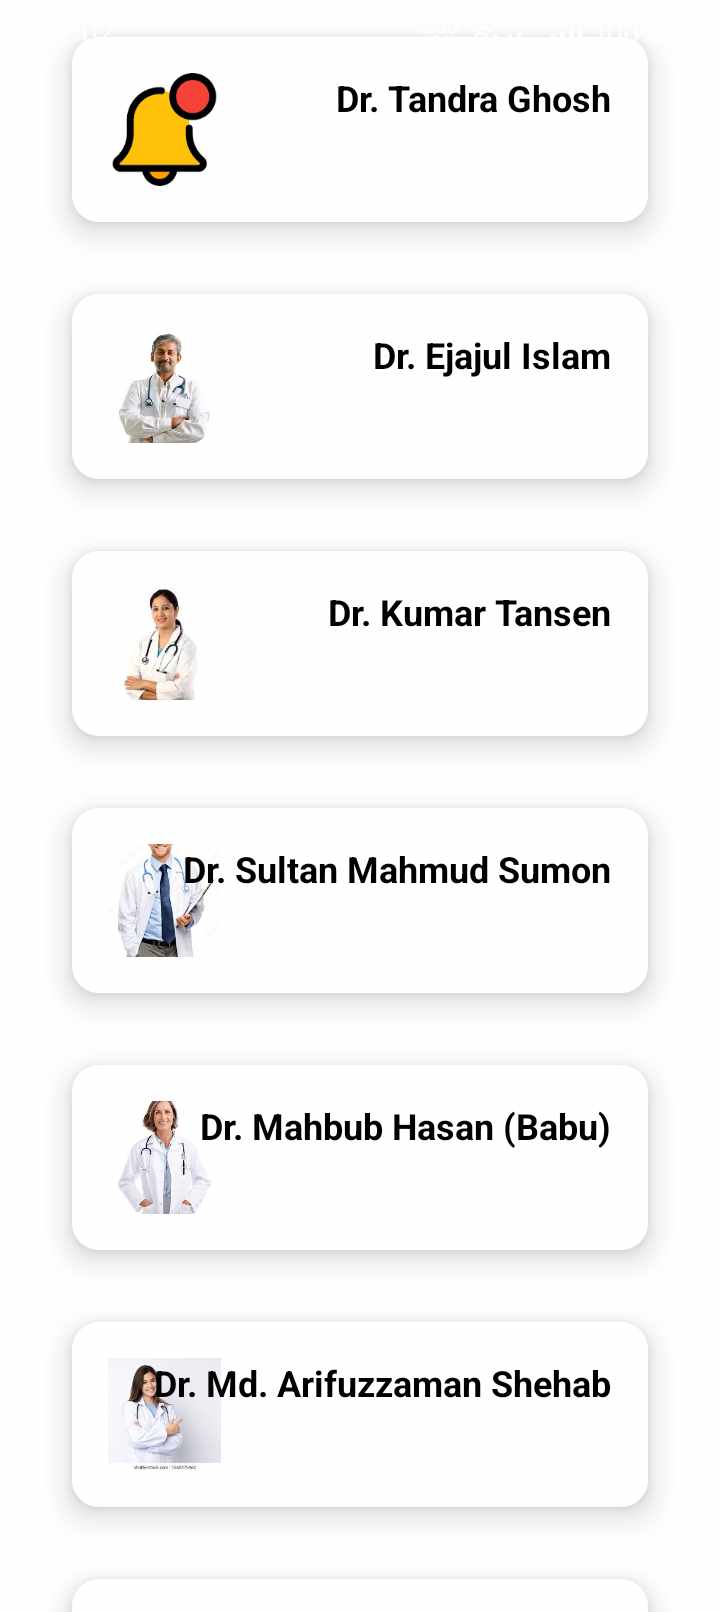 Dr. Tandra Ghosh
Dr. Ejajul Islam
Dr. Kumar Tansen
Dr. Sultan Mahmud Sumon
Dr. Mahbub Hasan (Babu)
Dr. Md. Arifuzzaman Shehab